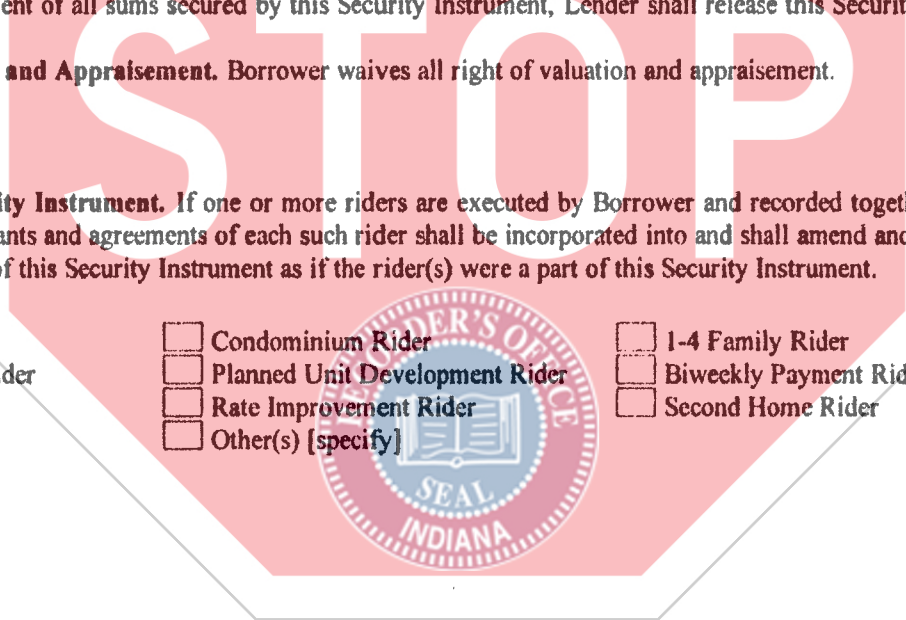 ent of all sums secured by this Security Instrument, Lender shall release this Securit
and Appraisement. Borrower waives all right of valuation and appraisement.
STOP
ity Instrument. If one or more riders are executed by Borrower and recorded togeth
ants and agreements of each such rider shall be incorporated into and shall amend and
of this Security Instrument as if the rider(s) were a part of this Security Instrument.
Condominium Rider 1-4 Family Rider
der Planned Unit Development Rider Biweekly Payment Rid
Rate Improvement Rider Second Home Rider
Other(s) [specify]
RECORDER'S OFFICE
SEAL
INDIANA